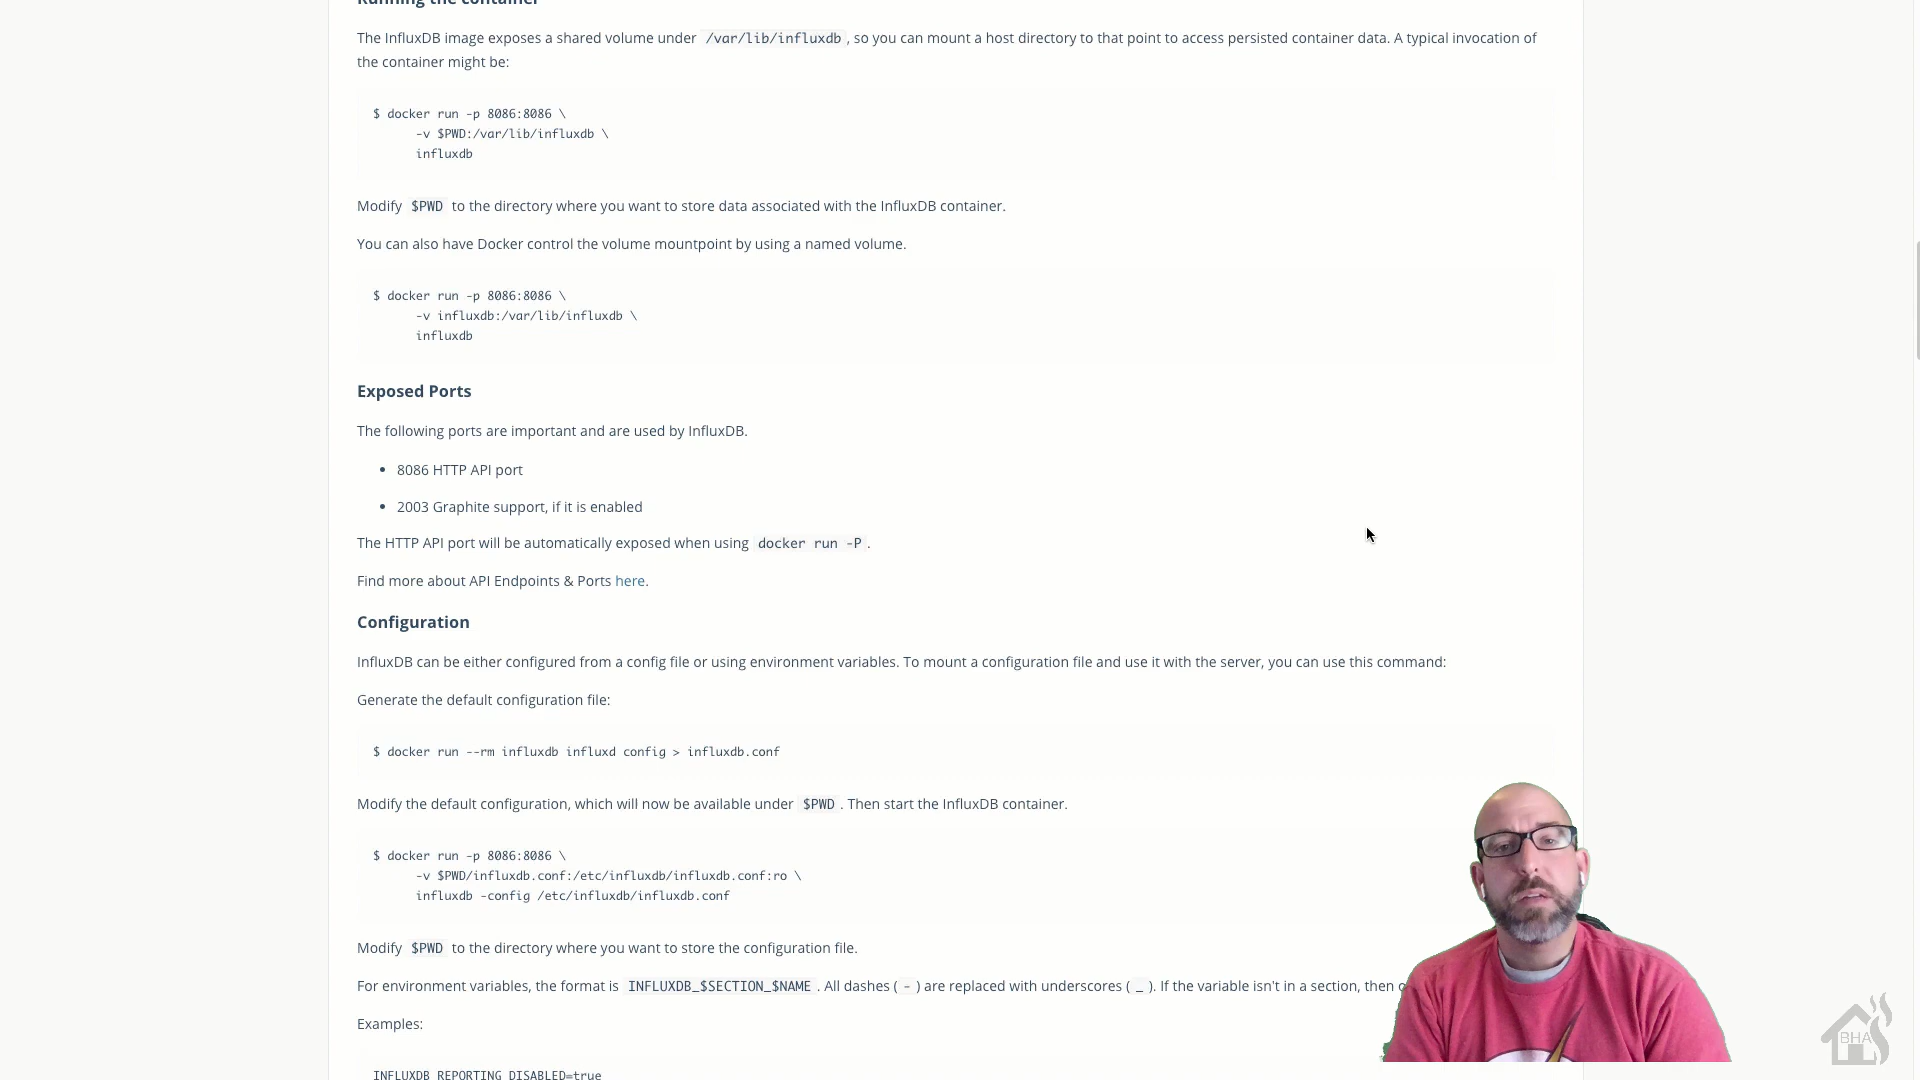 Running the container
The InfluxDB image exposes a shared volume under /var/lib/influxdb , so you can mount a host directory to that point to access persisted container data. A typical invocation of
the container might be:
$ docker run -p 8086:8086 \
-v $PWD:/var/lib/influxdb \
influxdb
Modify $PWD to the directory where you want to store data associated with the InfluxDB container.
You can also have Docker control the volume mountpoint by using a named volume.
$ docker run -p 8086:8086 \
-v influxdb:/var/lib/influxdb \
influxdb
Exposed Ports
The following ports are important and are used by InfluxDB.
• 8086 HTTP API port
• 2003 Graphite support, if it is enabled
The HTTP API port will be automatically exposed when using docker run -P .
Find more about API Endpoints & Ports here.
Configuration
InfluxDB can be either configured from a config file or using environment variables. To mount a configuration file and use it with the server, you can use this command:
Generate the default configuration file:
$ docker run --rm influxdb influxd config > influxdb.conf
Modify the default configuration, which will now be available under $PWD . Then start the InfluxDB container.
$ docker run -p 8086:8086 \
-v $PWD/influxdb.conf:/etc/influxdb/influxdb.conf:ro \
influxdb -config /etc/influxdb/influxdb.conf
Modify $PWD to the directory where you want to store the configuration file.
For environment variables, the format is INFLUXDB_$SECTION_$NAME . All dashes ( - ) are replaced with underscores ( _ ). If the variable isn't in a section, then
Examples:
INFLUXDB_REPORTING_DISABLED=true
BHA